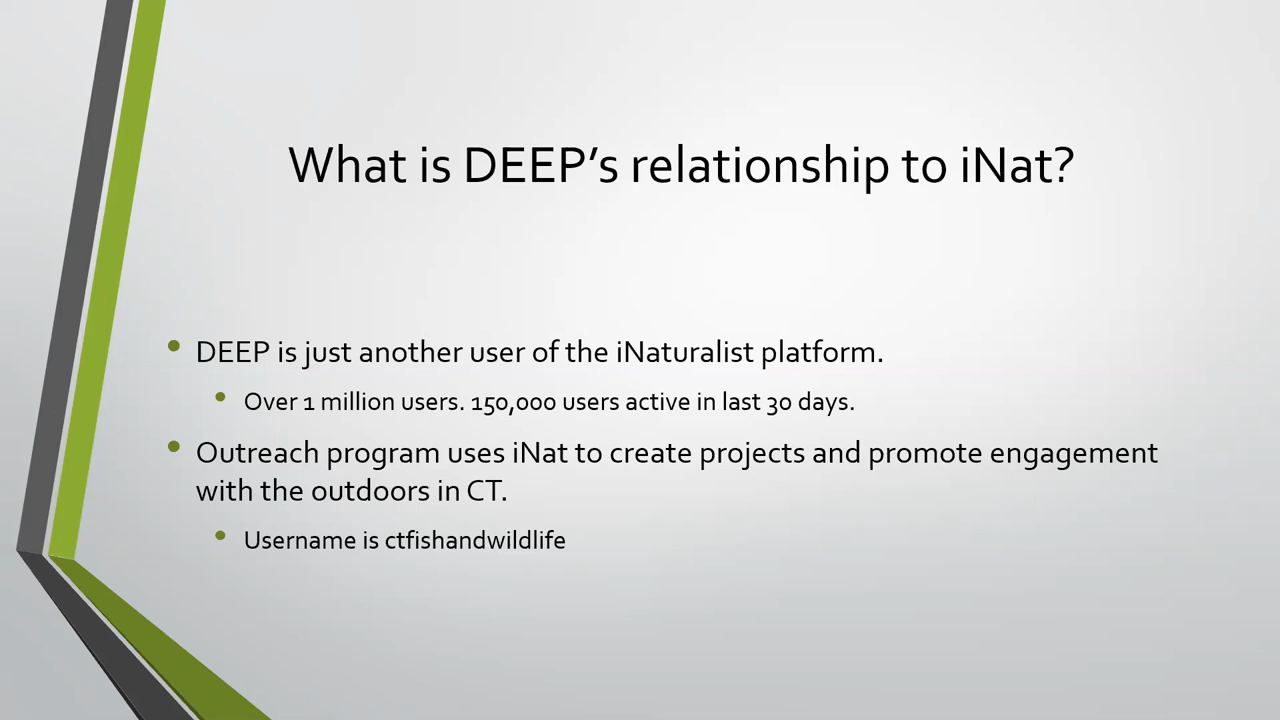 What is DEEP’s relationship to iNat?
DEEP is just another user of the iNaturalist platform.
Over 1 million users. 150,000 users active in last 30 days.
Outreach program uses iNat to create projects and promote engagement
with the outdoors in CT.
Username is ctfishandwildlife